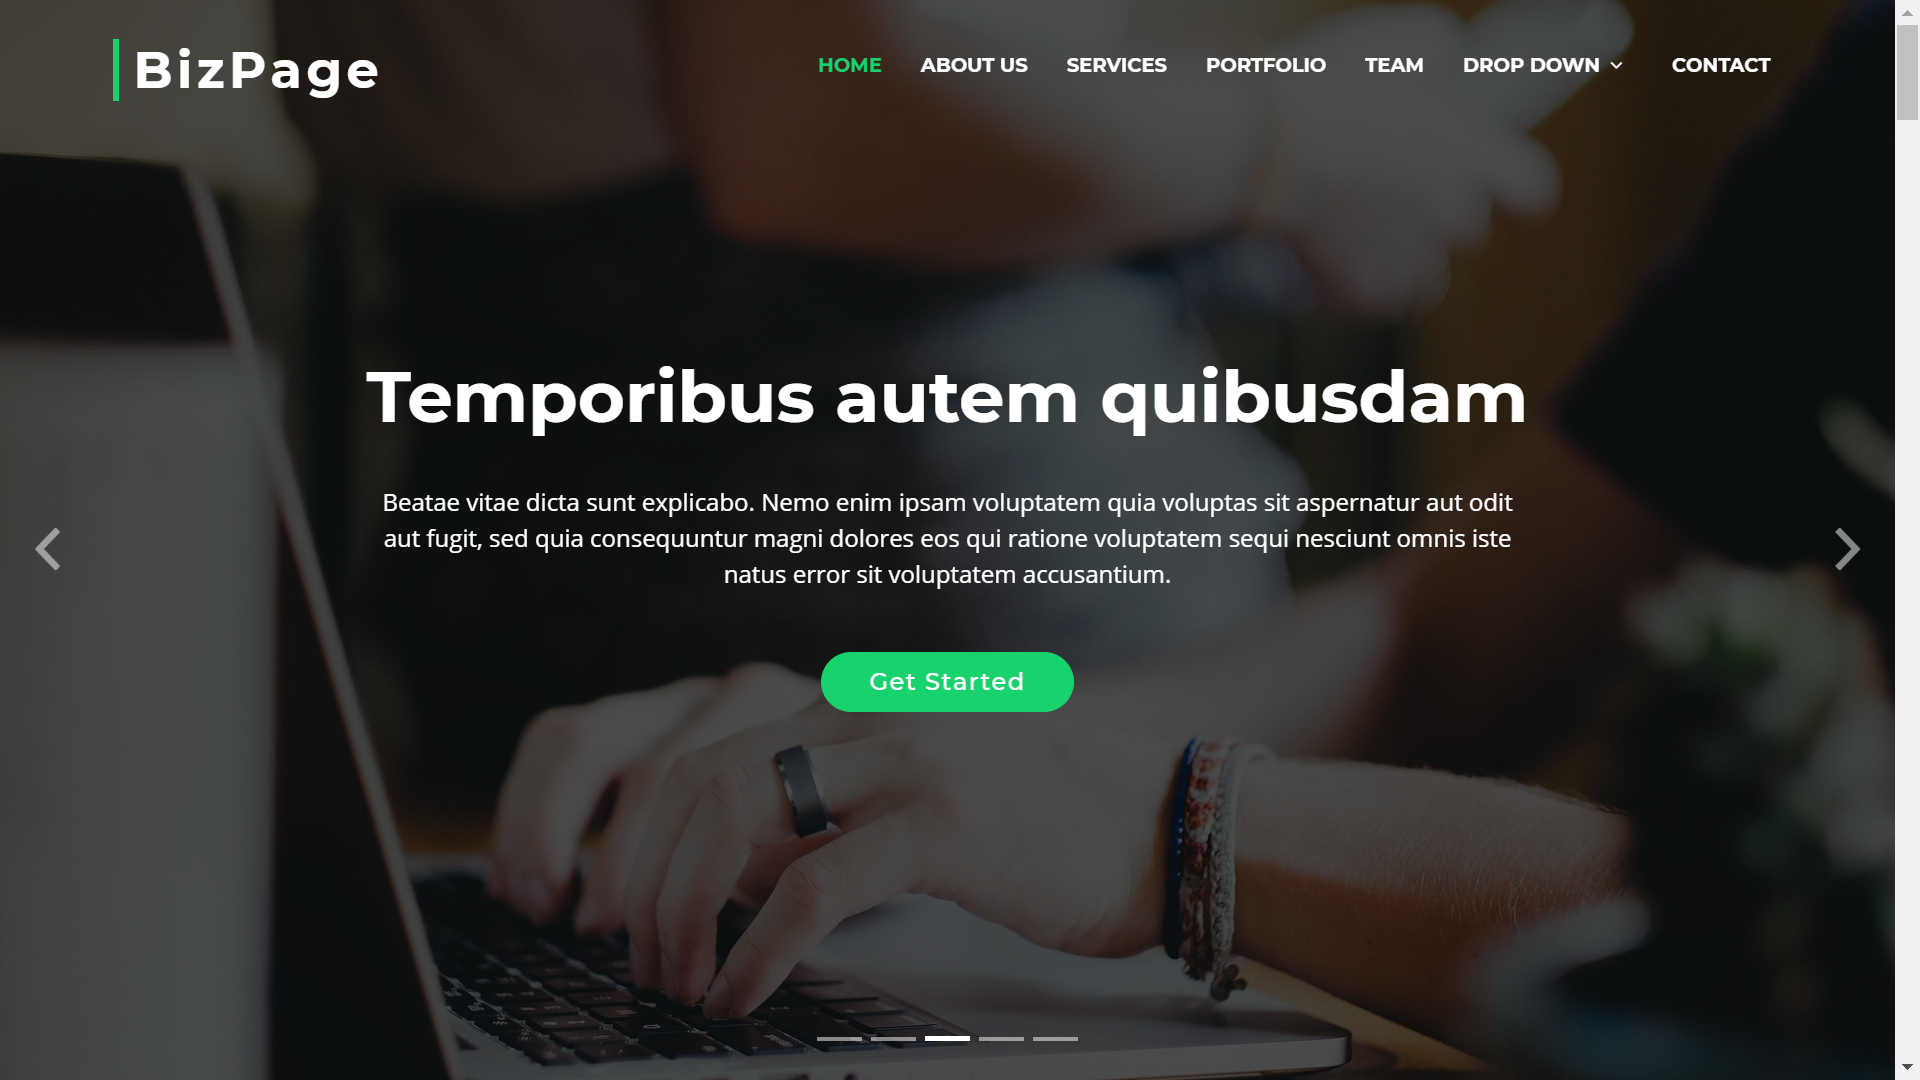 BizPage
HOME ABOUT US SERVICES PORTFOLIO TEAM DROP DOWN CONTACT
Temporibus autem quibusdam
Beatae vitae dicta sunt explicabo. Nemo enim ipsam voluptatem quia voluptas sit aspernatur aut odit
aut fugit, sed quia consequuntur magni dolores eos qui ratione voluptatem sequi nesciunt omnis iste
natus error sit voluptatem accusantium.
Get Started